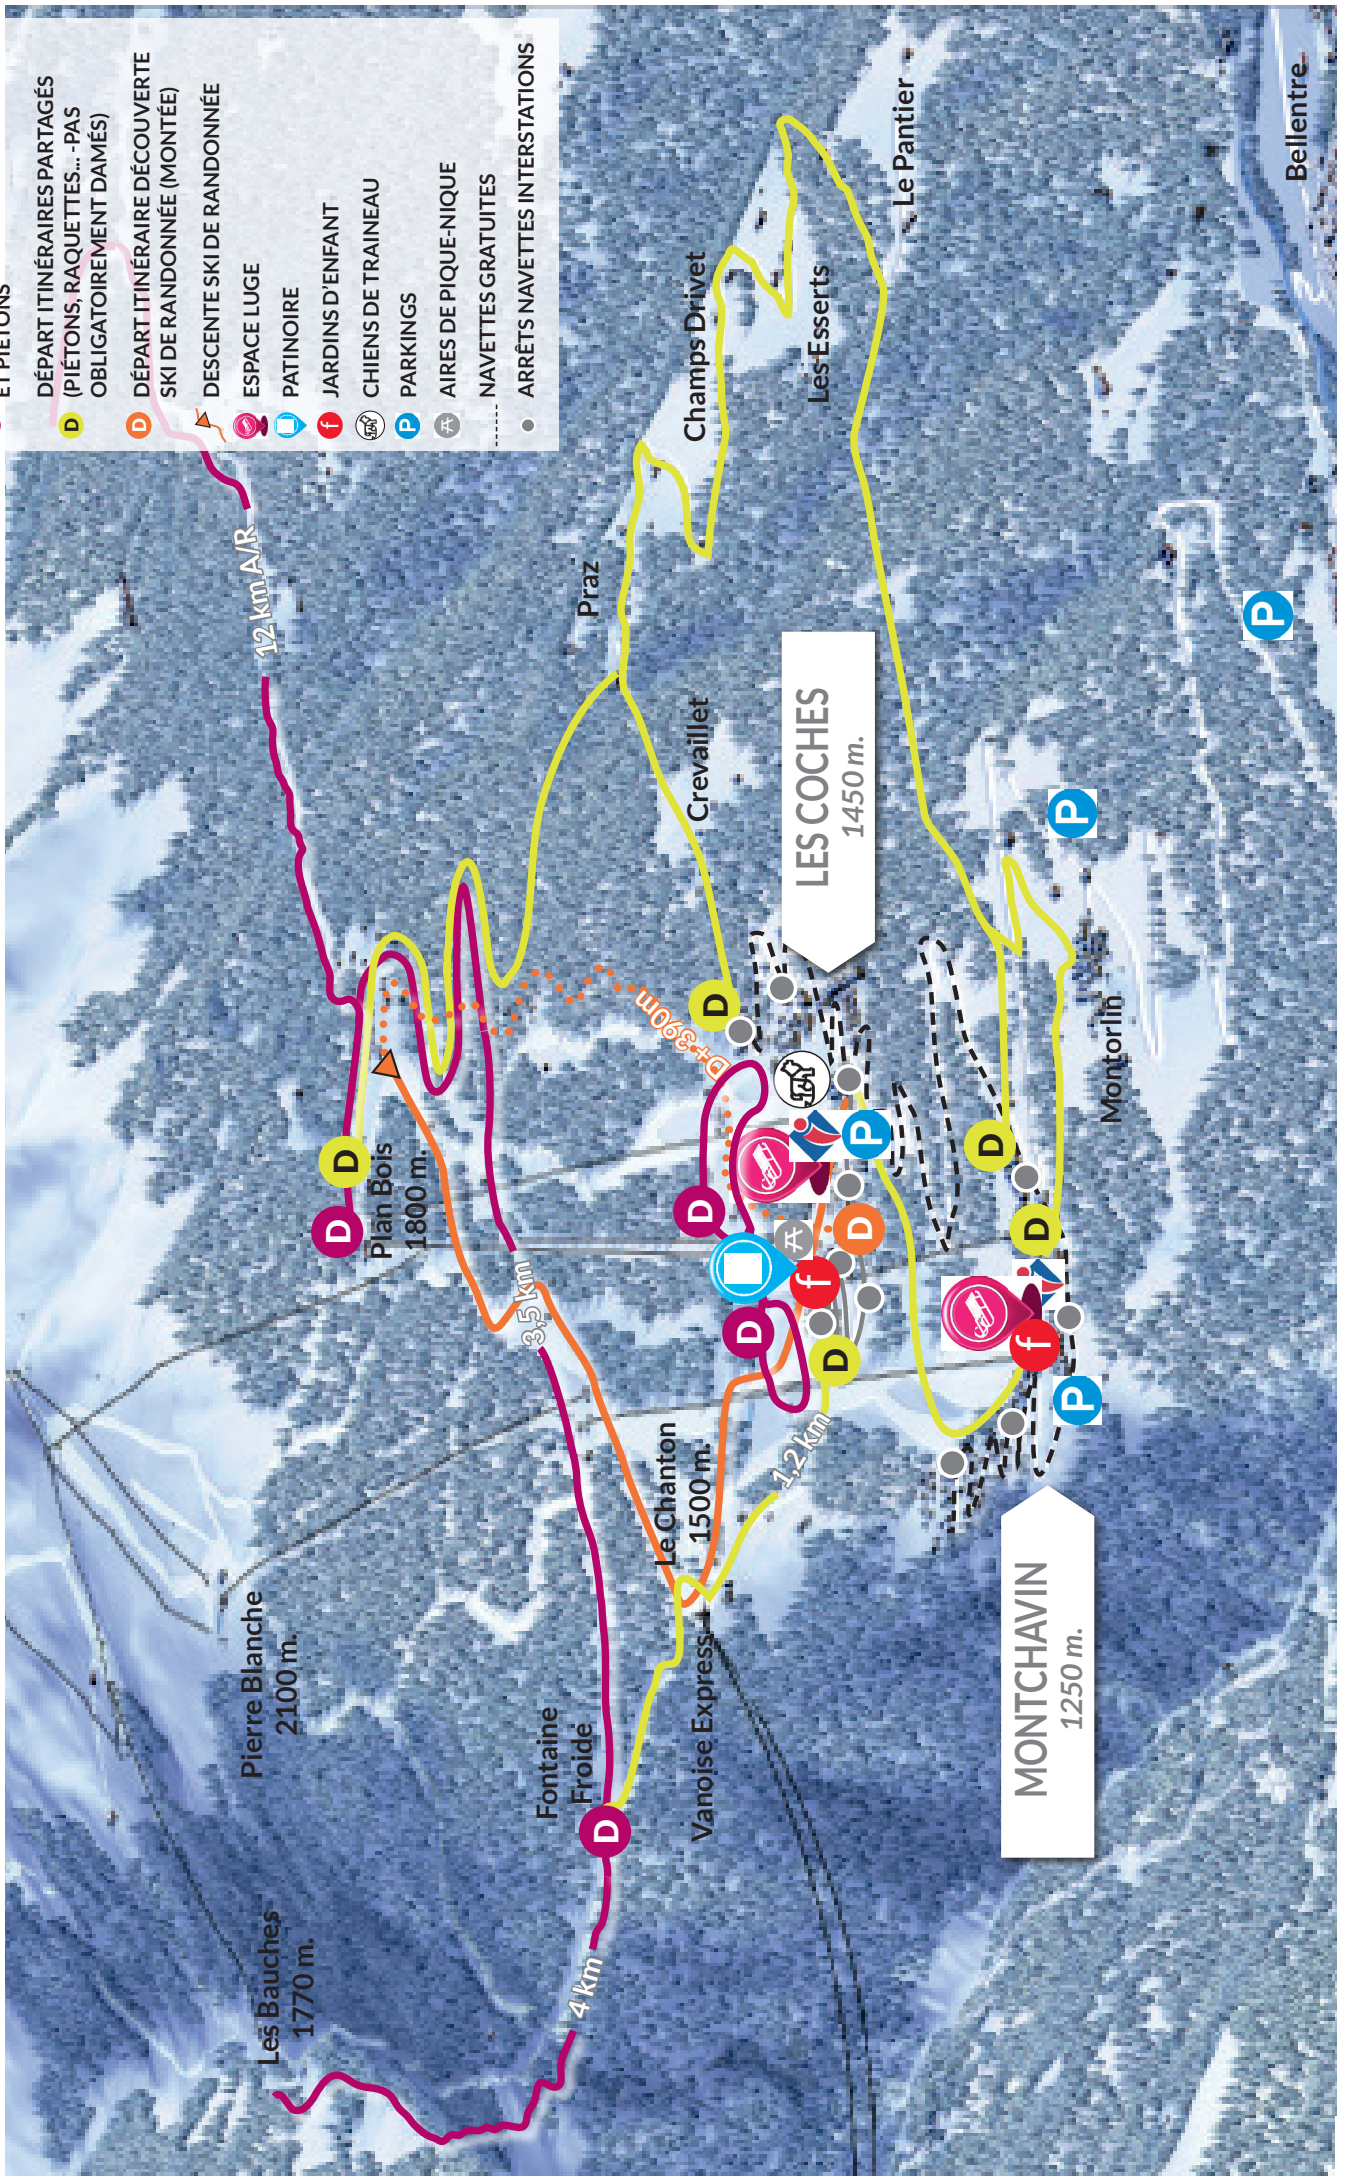 ET PIÉTONS
DÉPART ITINÉRAIRES PARTAGÉS
(PIÉTONS, RAQUETTES... -PAS
OBLIGATOIREMENT DAMÉS)
D
DÉPART ITINÉRAIRE DÉCOUVERTE
SKI DE RANDONNÉE (MONTÉE)
D
DESCENTE SKI DE RANDONNÉE
ESPACE LUGE
PATINOIRE
f
JARDINS D'ENFANT
CHIENS DE TRAINEAU
P
PARKINGS
AIRES DE PIQUE-NIQUE
NAVETTES GRATUITES
ARRÊTS NAVETTES INTERSTATIONS
Les Bauches
1770 m.
4 km
Pierre Blanche
2100 m.
Fontaine
Froide
D
Vanoise Express
Le Chanton
1500 m.
3,5 km
1,2 km
Plan Bois
1800 m.
D
D
12 km A/R
D+390m
D
D
D
D
D
f
P
LES COCHES
1450 m.
Crevaillet
Praz
Champs Drivet
Les Esserts
Le Pantier
Bellentre
MONTCHAVIN
1250 m.
P
f
D
D
Montorlin
P
P